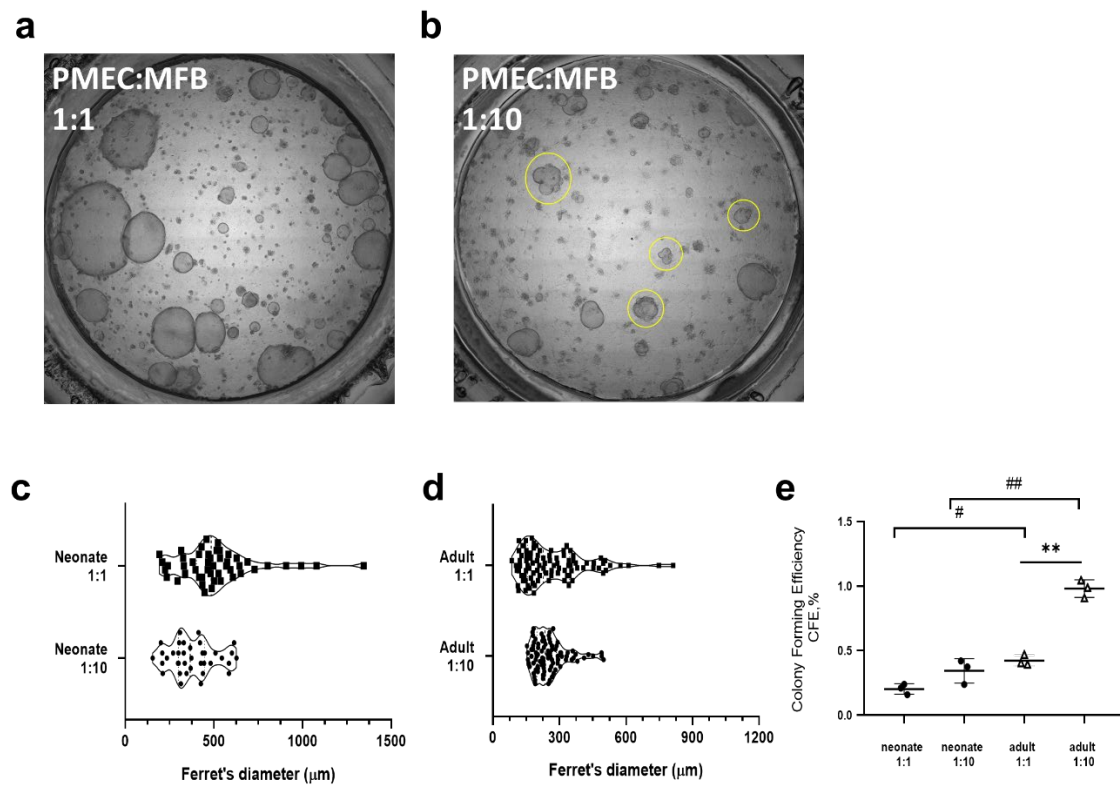 a
PMEC:MFB
1:1
b
PMEC:MFB
1:10
c
Neonate
1:1
Neonate
1:10
0
500
1000
1500
Ferret's diameter (μm)
d
Adult
1:1
Adult
1:10
0
300
600
900
1200
Ferret's diameter (μm)
e
##
#
**
1.5
1.0
0.5
0.0
Colony Forming Efficiency
CFE,%
neonate
1:1
neonate
1:10
adult
1:1
adult
1:10